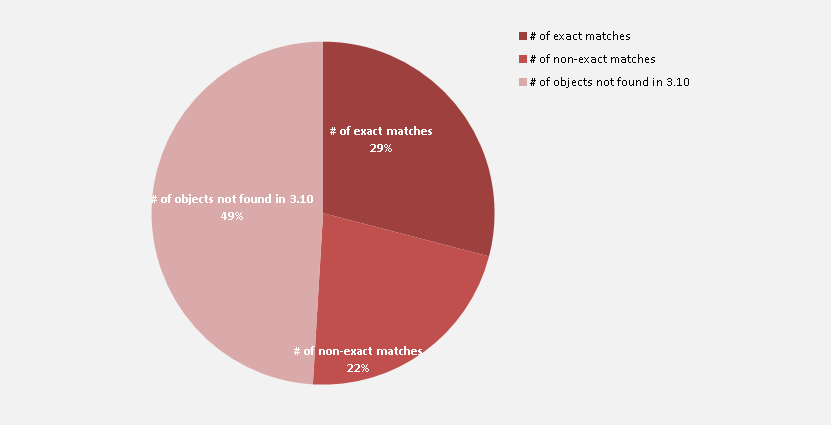 # of exact matches
# of non-exact matches
# of objects not found in 3.10
# of exact matches
29%
# of objects not found in 3.10
49%
# of non-exact matches
22%